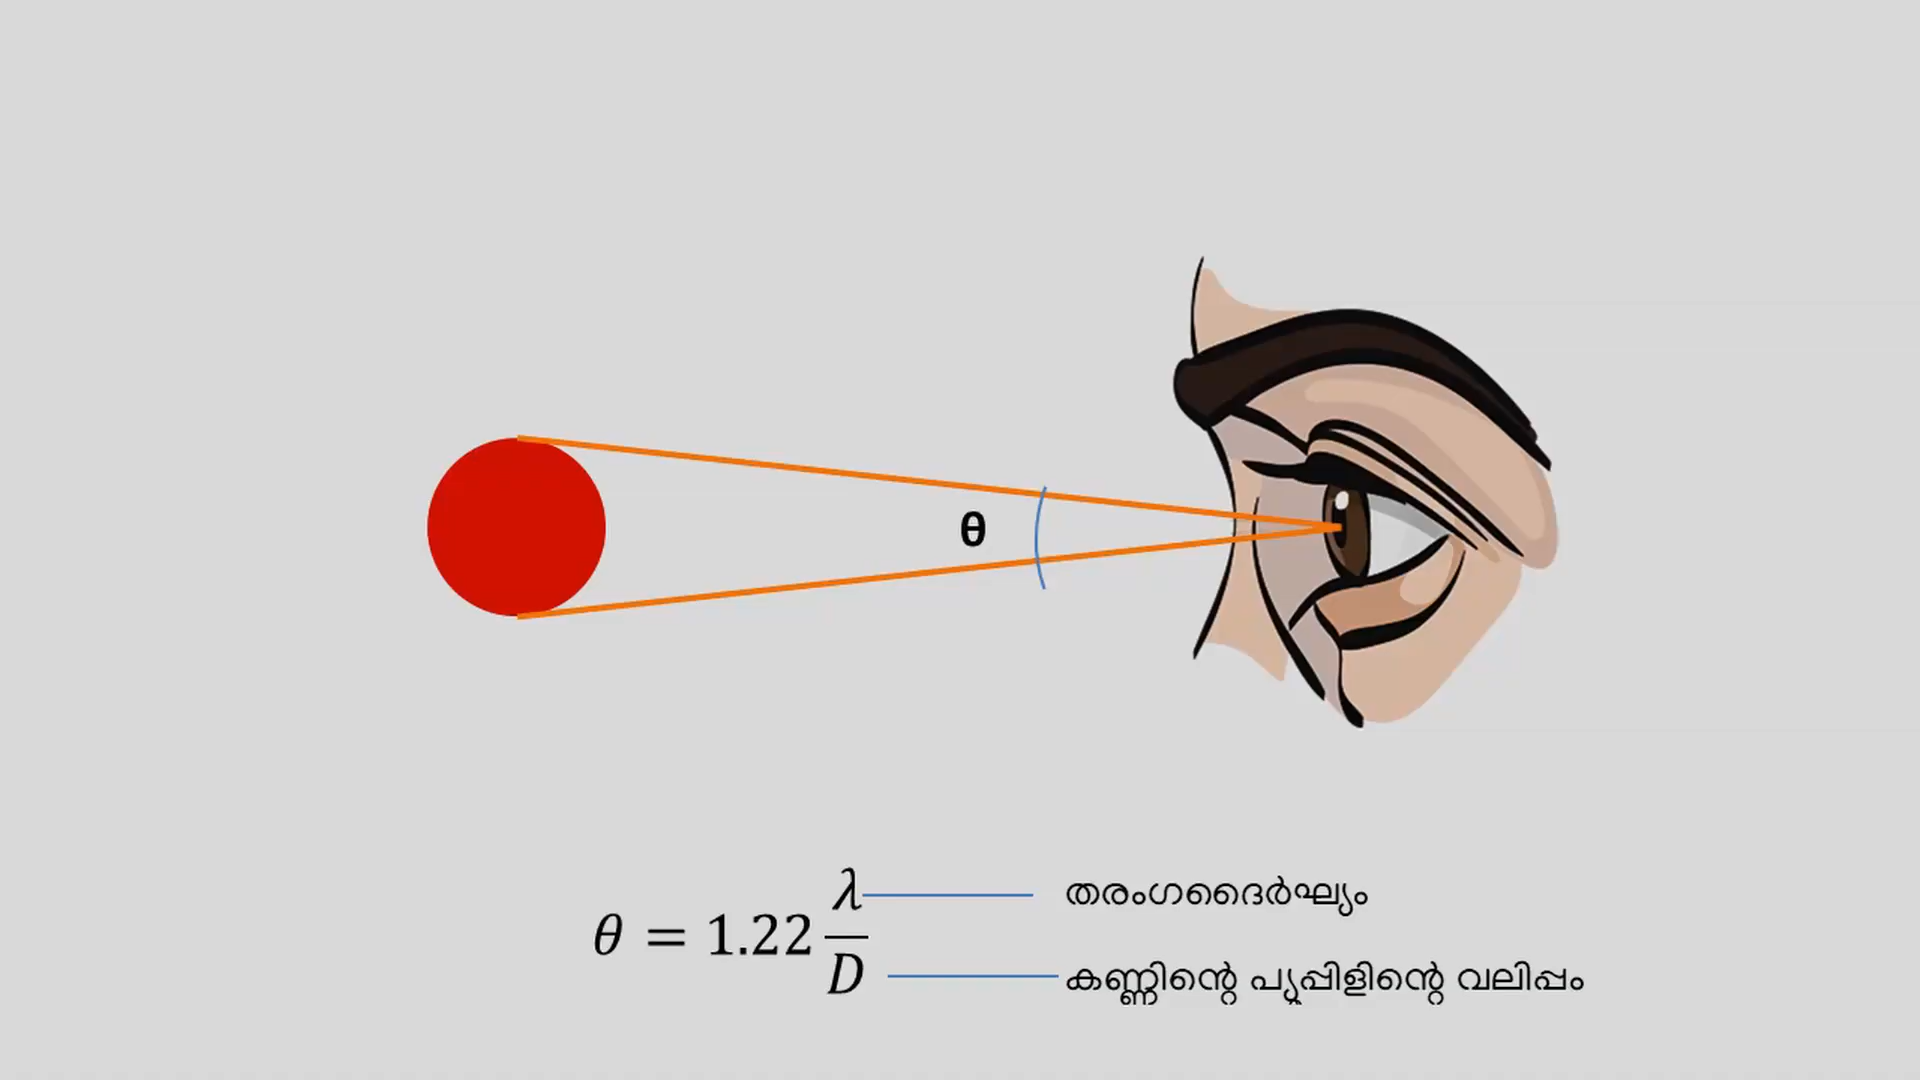 θ
θ = 1.22 λ/D
തരംഗദൈർഘ്യം
കണ്ണിന്റെ പ്യൂപ്പിളിന്റെ വലിപ്പം